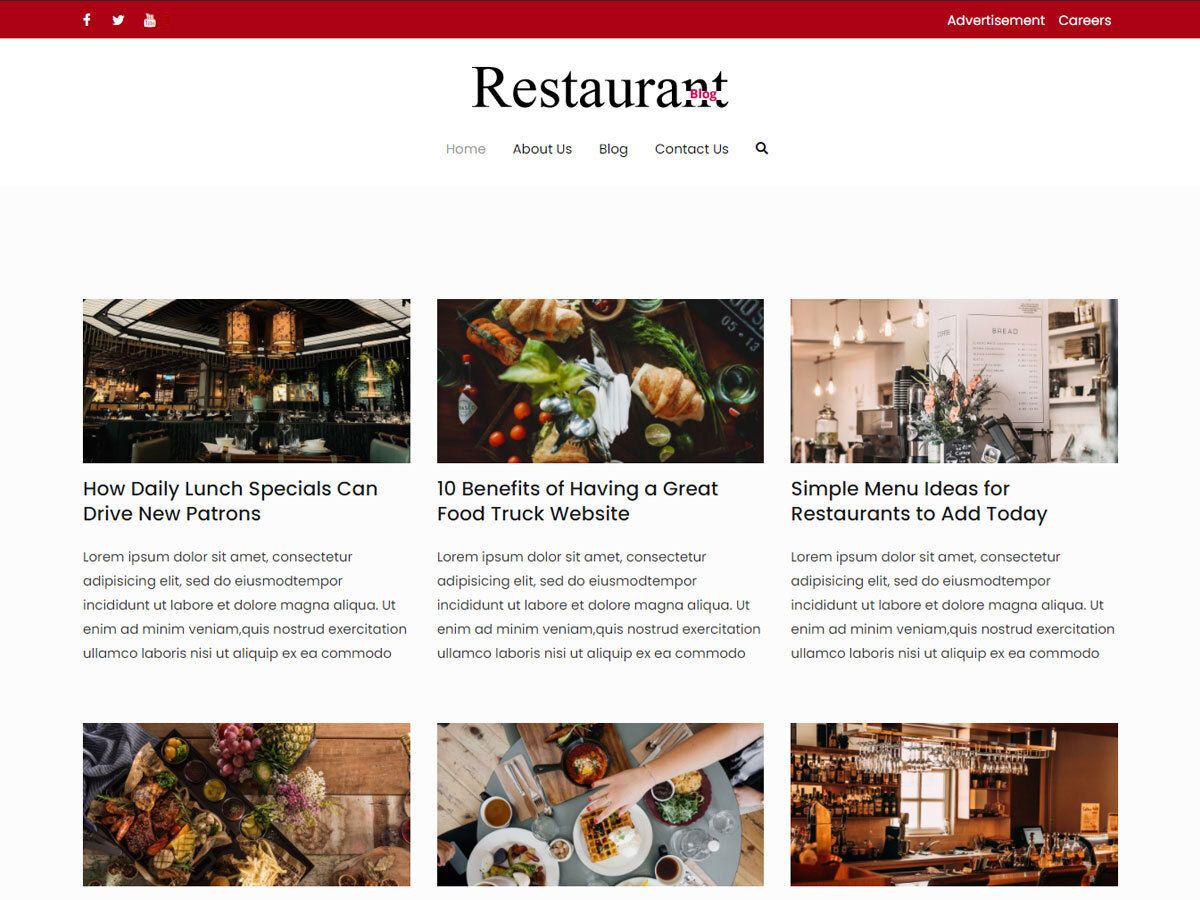 Advertisement Careers
Restaurant
Blog
Home About Us Blog Contact Us
05 - 13
BREAD
TABASCO
How Daily Lunch Specials Can
Drive New Patrons
10 Benefits of Having a Great
Food Truck Website
Simple Menu Ideas for
Restaurants to Add Today
Lorem ipsum dolor sit amet, consectetur
adipisicing elit, sed do eiusmodtempor
incididunt ut labore et dolore magna aliqua. Ut
enim ad minim veniam,quis nostrud exercitation
ullamco laboris nisi ut aliquip ex ea commodo
Lorem ipsum dolor sit amet, consectetur
adipisicing elit, sed do eiusmodtempor
incididunt ut labore et dolore magna aliqua. Ut
enim ad minim veniam,quis nostrud exercitation
ullamco laboris nisi ut aliquip ex ea commodo
Lorem ipsum dolor sit amet, consectetur
adipisicing elit, sed do eiusmodtempor
incididunt ut labore et dolore magna aliqua. Ut
enim ad minim veniam,quis nostrud exercitation
ullamco laboris nisi ut aliquip ex ea commodo